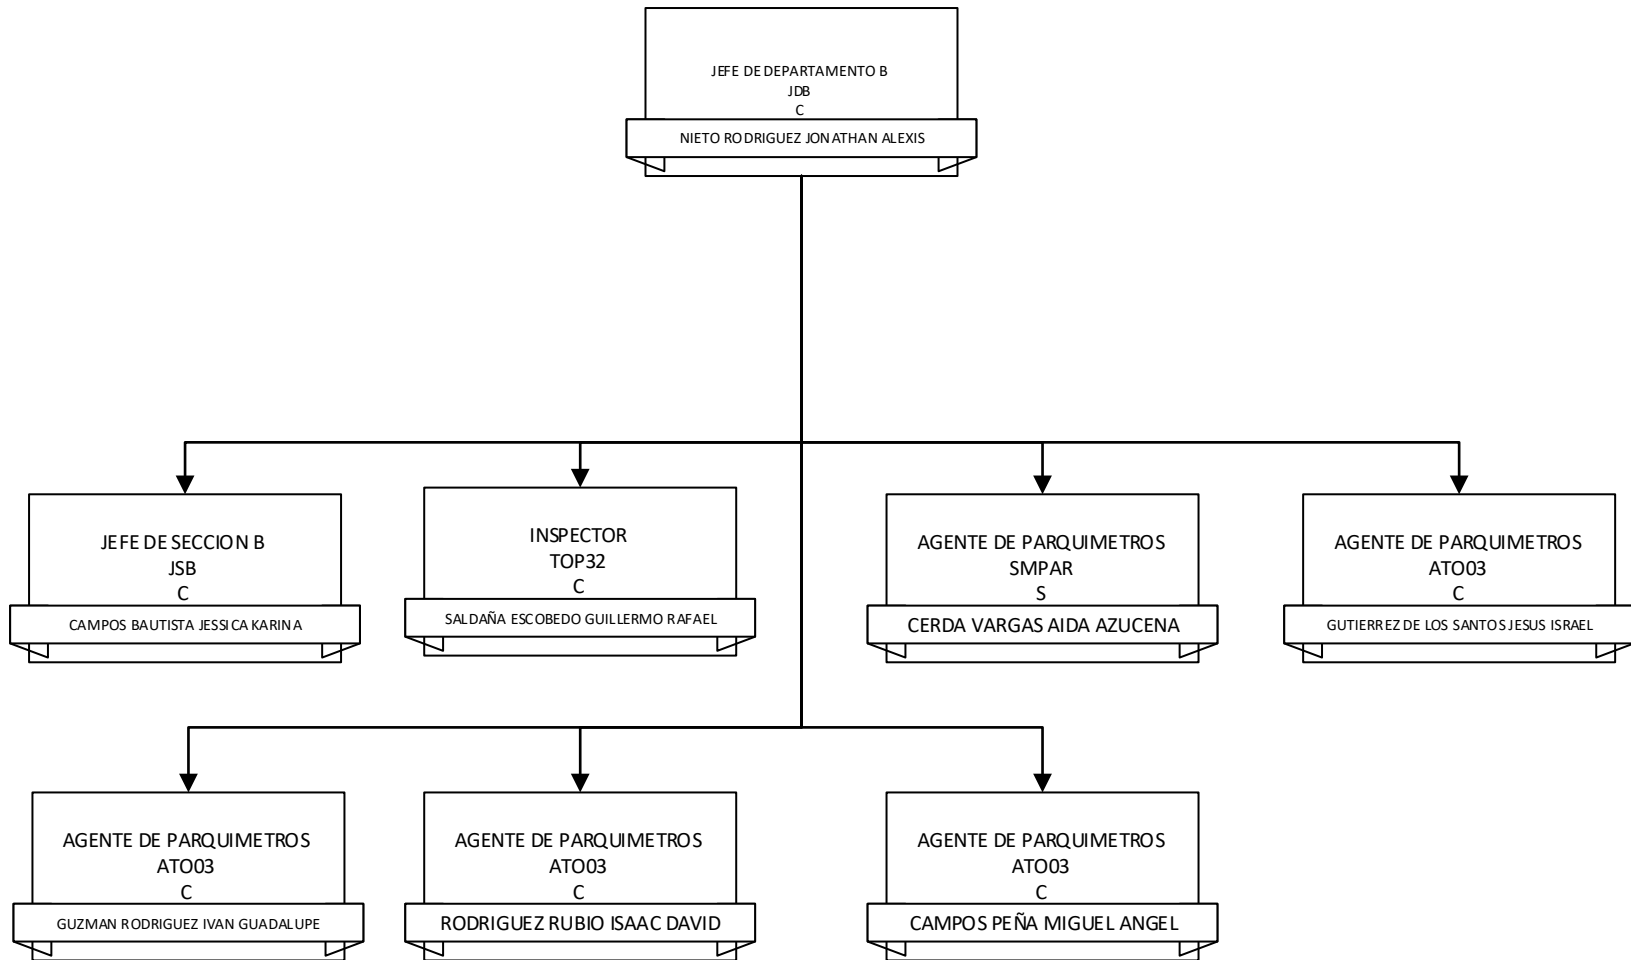 JEFE DE DEPARTAMENTO B
JDB
C
NIETO RODRIGUEZ JONATHAN ALEXIS
JEFE DE SECCION B
JSB
C
CAMPOS BAUTISTA JESSICA KARINA
INSPECTOR
TOP32
C
SALDAÑA ESCOBEDO GUILLERMO RAFAEL
AGENTE DE PARQUIMETROS
SMPAR
S
CERDA VARGAS AIDA AZUCENA
AGENTE DE PARQUIMETROS
ATO03
C
GUTIERREZ DE LOS SANTOS JESUS ISRAEL
AGENTE DE PARQUIMETROS
ATO03
C
GUZMAN RODRIGUEZ IVAN GUADALUPE
AGENTE DE PARQUIMETROS
ATO03
C
RODRIGUEZ RUBIO ISAAC DAVID
AGENTE DE PARQUIMETROS
ATO03
C
CAMPOS PEÑA MIGUEL ANGEL